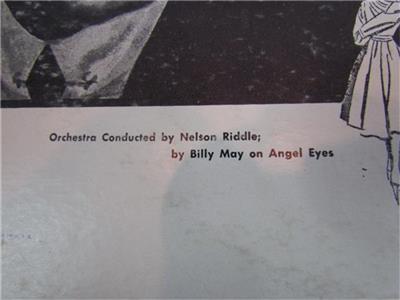 Orchestra Conducted by Nelson Riddle;
by Billy May on Angel Eyes